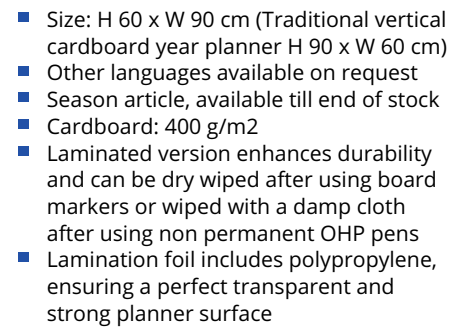 Size: H 60 x W 90 cm (Traditional vertical
cardboard year planner H 90 x W 60 cm)
Other languages available on request
Season article, available till end of stock
Cardboard: 400 g/m2
Laminated version enhances durability
and can be dry wiped after using board
markers or wiped with a damp cloth
after using non permanent OHP pens
Lamination foil includes polypropylene,
ensuring a perfect transparent and
strong planner surface